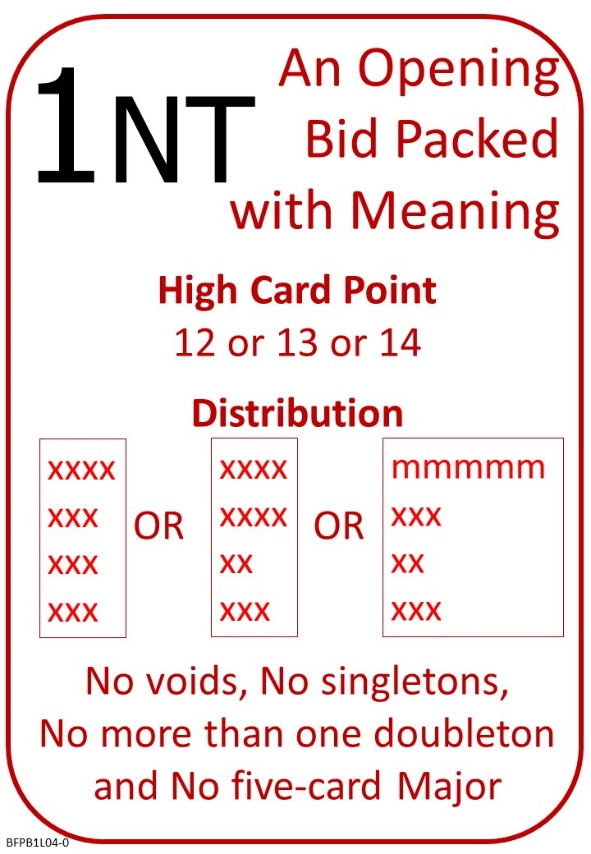 1NT
An Opening
Bid Packed
with Meaning
High Card Point
12 or 13 or 14
Distribution
xxxx
xxx
xxx
xxx
OR
xxxx
xxxx
xx
xxx
OR
mmmmm
xxx
xx
xxx
No voids, No singletons,
No more than one doubleton
and No five-card Major
BFPB1L04-0